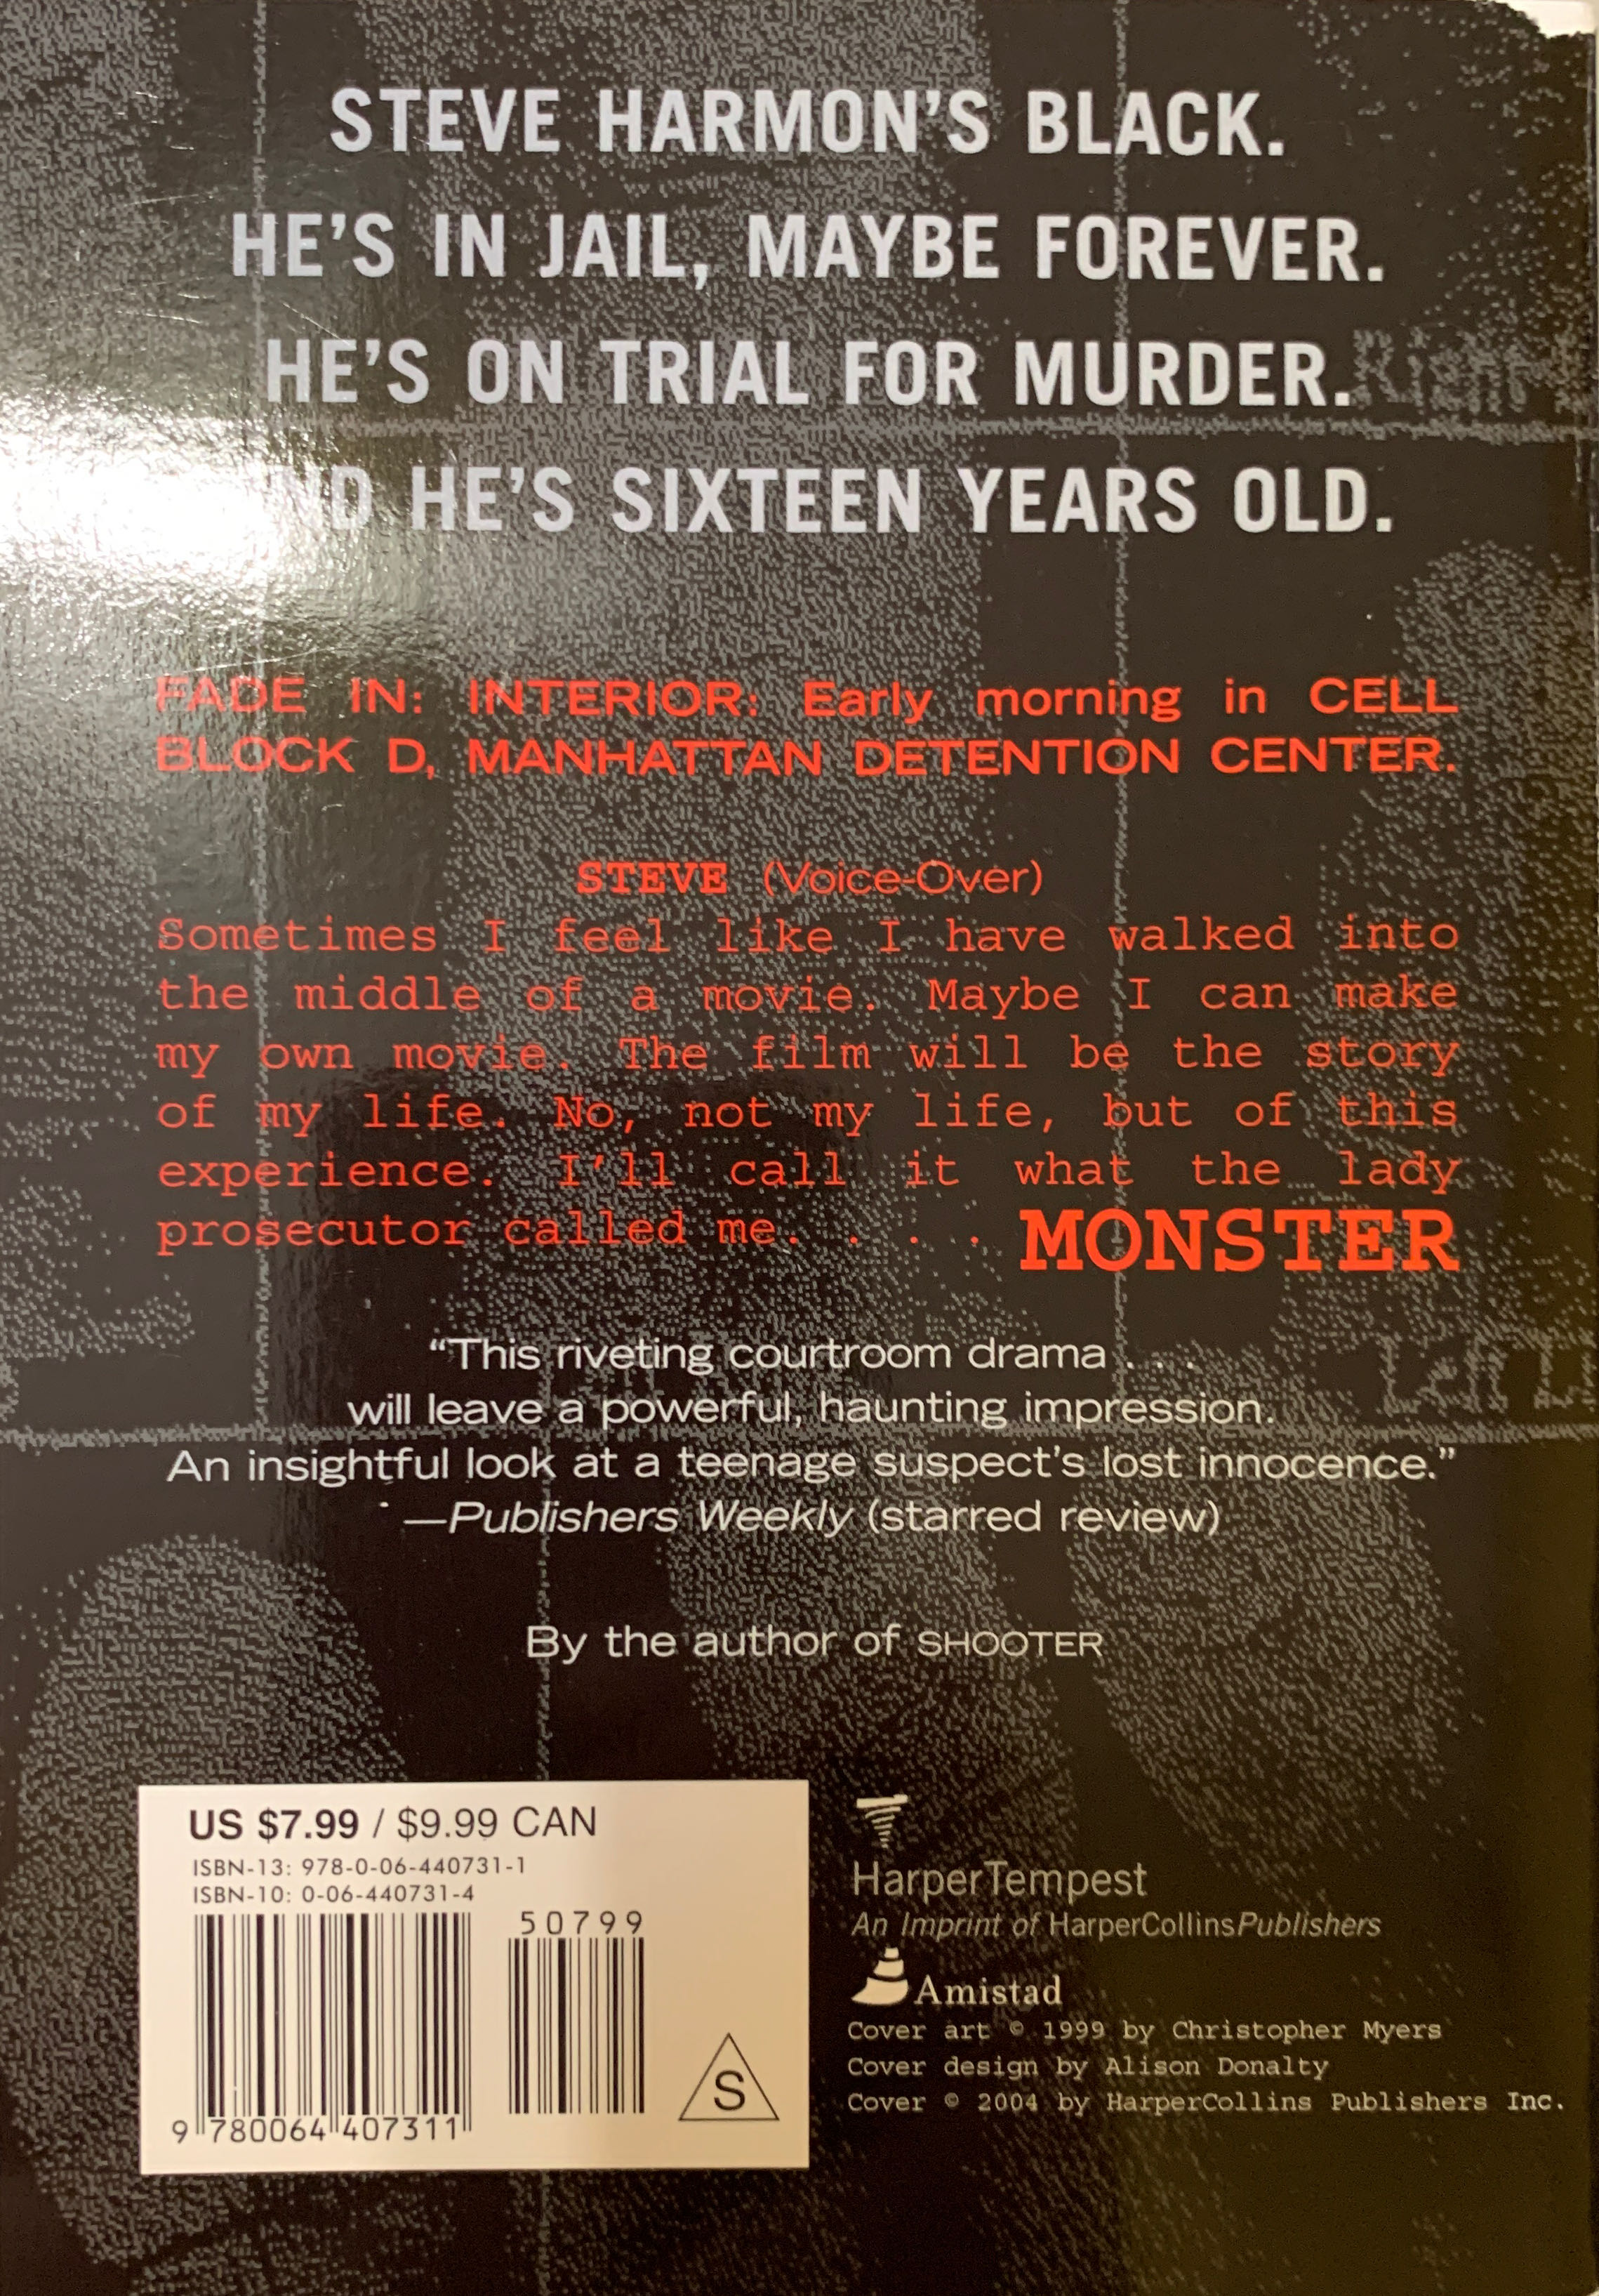 STEVE HARMON'S BLACK.
HE'S IN JAIL, MAYBE FOREVER.
HE'S ON TRIAL FOR MURDER.
Right
HE'S SIXTEEN YEARS OLD.
FADE IN: INTERIOR: Early morning in CELL
BLOCK D, MANHATTAN DETENTION CENTER.
STEVE (Voice-Over)
Sometimes I feel like I have walked into
the middle of a movie. Maybe I can make
my own movie. The film will be the story
of my life. No, not my life, but of this
experience. I'll call it what the lady
prosecutor called me. . . . MONSTER
“This riveting courtroom drama . . .
will leave a powerful, haunting impression.
An insightful look at a teenage suspect's lost innocence.”
—Publishers Weekly (starred review)
By the author of SHOOTER
US $7.99 / $9.99 CAN
ISBN-13: 978-0-06-440731-1
ISBN-10: 0-06-440731-4
50799
9 780064 407311
S
HarperTempest
An Imprint of HarperCollinsPublishers
Amistad
Cover art © 1999 by Christopher Myers
Cover design by Alison Donalty
Cover © 2004 by HarperCollins Publishers Inc.